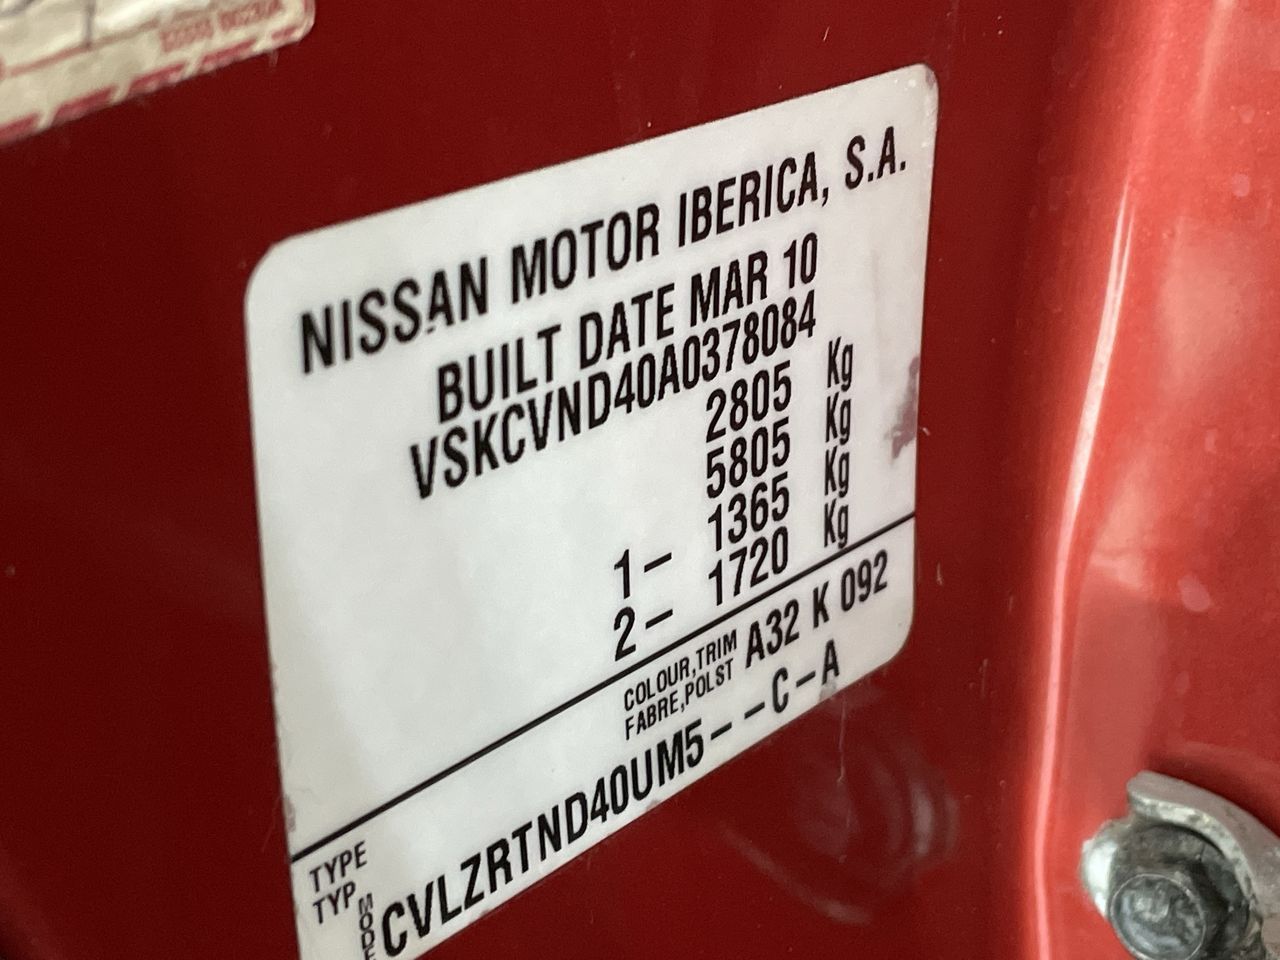 NISSAN MOTOR IBERICA, S.A.
BUILT DATE MAR 10
VSKCVND40A0378084
2805 Kg
5805 Kg
1- 1365 Kg
2- 1720 Kg
COLOUR,TRIM A32 K 092
FABRE,POLST
TYPE
TYP
CVLZRTND40UM5--C-A